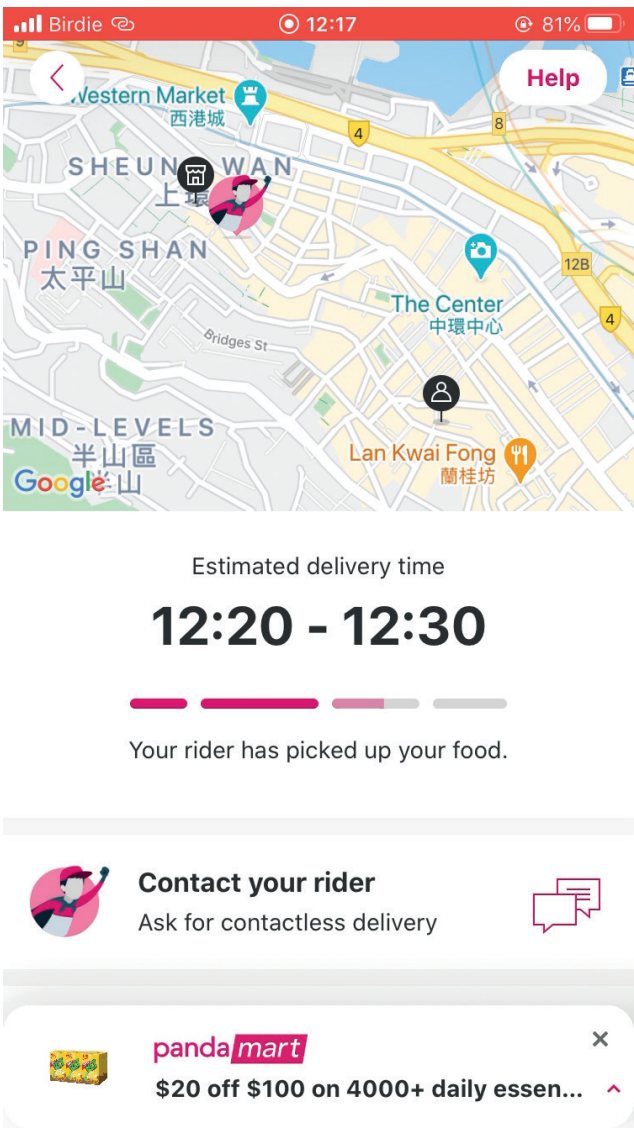 Birdie 12:17 81%
9
Western Market
西港城
Help
4
8
SHEUNG WAN
上環
PING SHAN
太平山
12B
The Center
中環中心
4
Bridges St
MID-LEVELS
半山區
半山
Lan Kwai Fong
蘭桂坊
Google
Estimated delivery time
12:20 - 12:30
Your rider has picked up your food.
Contact your rider
Ask for contactless delivery
pandamart
$20 off $100 on 4000+ daily essen...